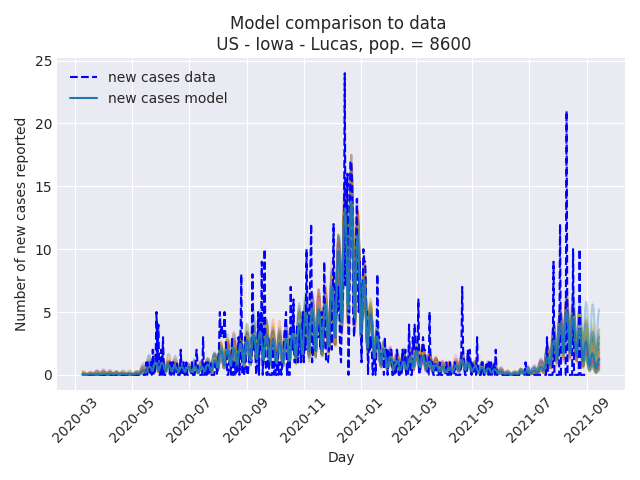 Model comparison to data
US - Iowa - Lucas, pop. = 8600
new cases data
new cases model
Number of new cases reported
25
20
15
10
5
0
2020-03
2020-05
2020-07
2020-09
2020-11
2021-01
2021-03
2021-05
2021-07
2021-09
Day